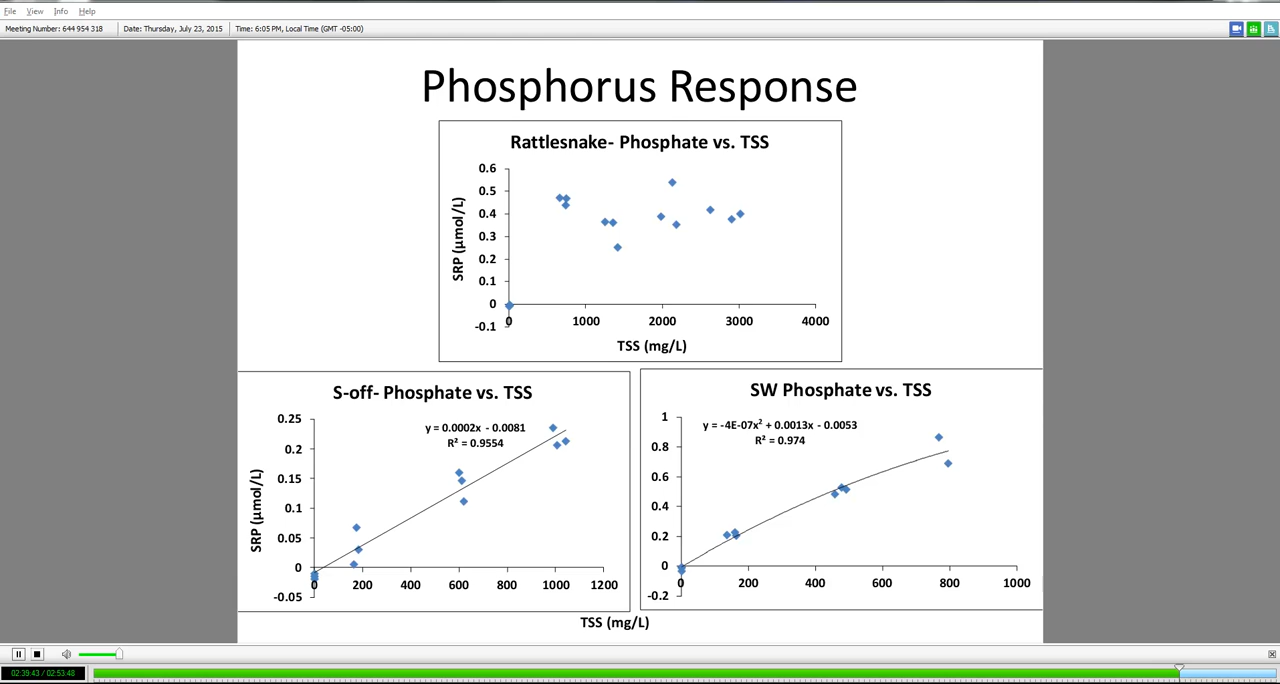 File View Info Help
Meeting Number: 644 954 318 Date: Thursday, July 23, 2015 Time: 6:05 PM, Local Time (GMT -05:00)
Phosphorus Response
Rattlesnake- Phosphate vs. TSS
0.6
0.5
0.4
0.3
0.2
0.1
0
-0.1
SRP (µmol/L)
0 1000 2000 3000 4000
TSS (mg/L)
S-off- Phosphate vs. TSS
y = 0.0002x - 0.0081
R² = 0.9554
0.25
0.2
0.15
0.1
0.05
0
-0.05
SRP (µmol/L)
0 200 400 600 800 1000 1200
SW Phosphate vs. TSS
y = -4E-07x² + 0.0013x - 0.0053
R² = 0.974
1
0.8
0.6
0.4
0.2
0
-0.2
0 200 400 600 800 1000
TSS (mg/L)
02:39:43 / 02:53:48